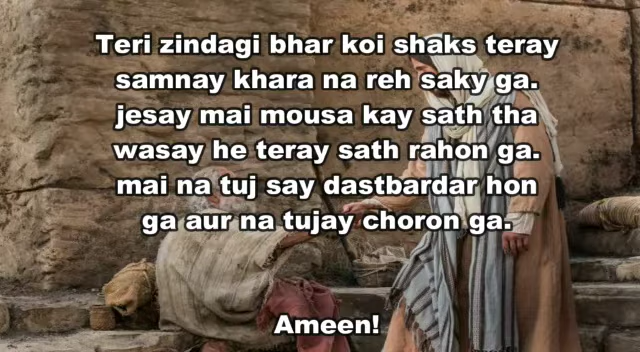 Teri zindagi bhar koi shaks teray
samnay khara na reh saky ga.
jesay mai mousa kay sath tha
wasay he teray sath rahon ga.
mai na tuj say dastbardar hon
ga aur na tujay choron ga.
Ameen!